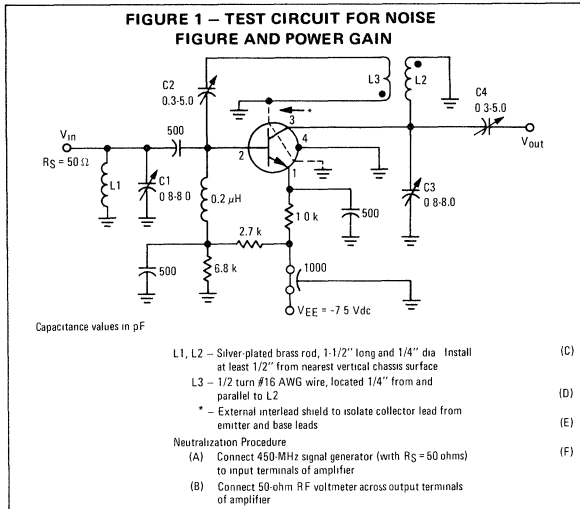 FIGURE 1 – TEST CIRCUIT FOR NOISE
FIGURE AND POWER GAIN
C2
0.3-5.0
L3
L2
C4
0 3-5.0
*
3
4
2
1
Vin
RS = 50 Ω
500
Vout
L1
C1
0 8-8 0
0.2 μH
C3
0 8-8.0
1 0 k
500
2.7 k
500
6.8 k
1000
VEE = -7 5 Vdc
Capacitance values in pF
L1, L2 – Silver-plated brass rod, 1-1/2" long and 1/4" dia Install
at least 1/2" from nearest vertical chassis surface
L3 – 1/2 turn #16 AWG wire, located 1/4" from and
parallel to L2
* – External interlead shield to isolate collector lead from
emitter and base leads
Neutralization Procedure
(A) Connect 450-MHz signal generator (with RS = 50 ohms)
to input terminals of amplifier
(B) Connect 50-ohm RF voltmeter across output terminals
of amplifier
(C)
(D)
(E)
(F)